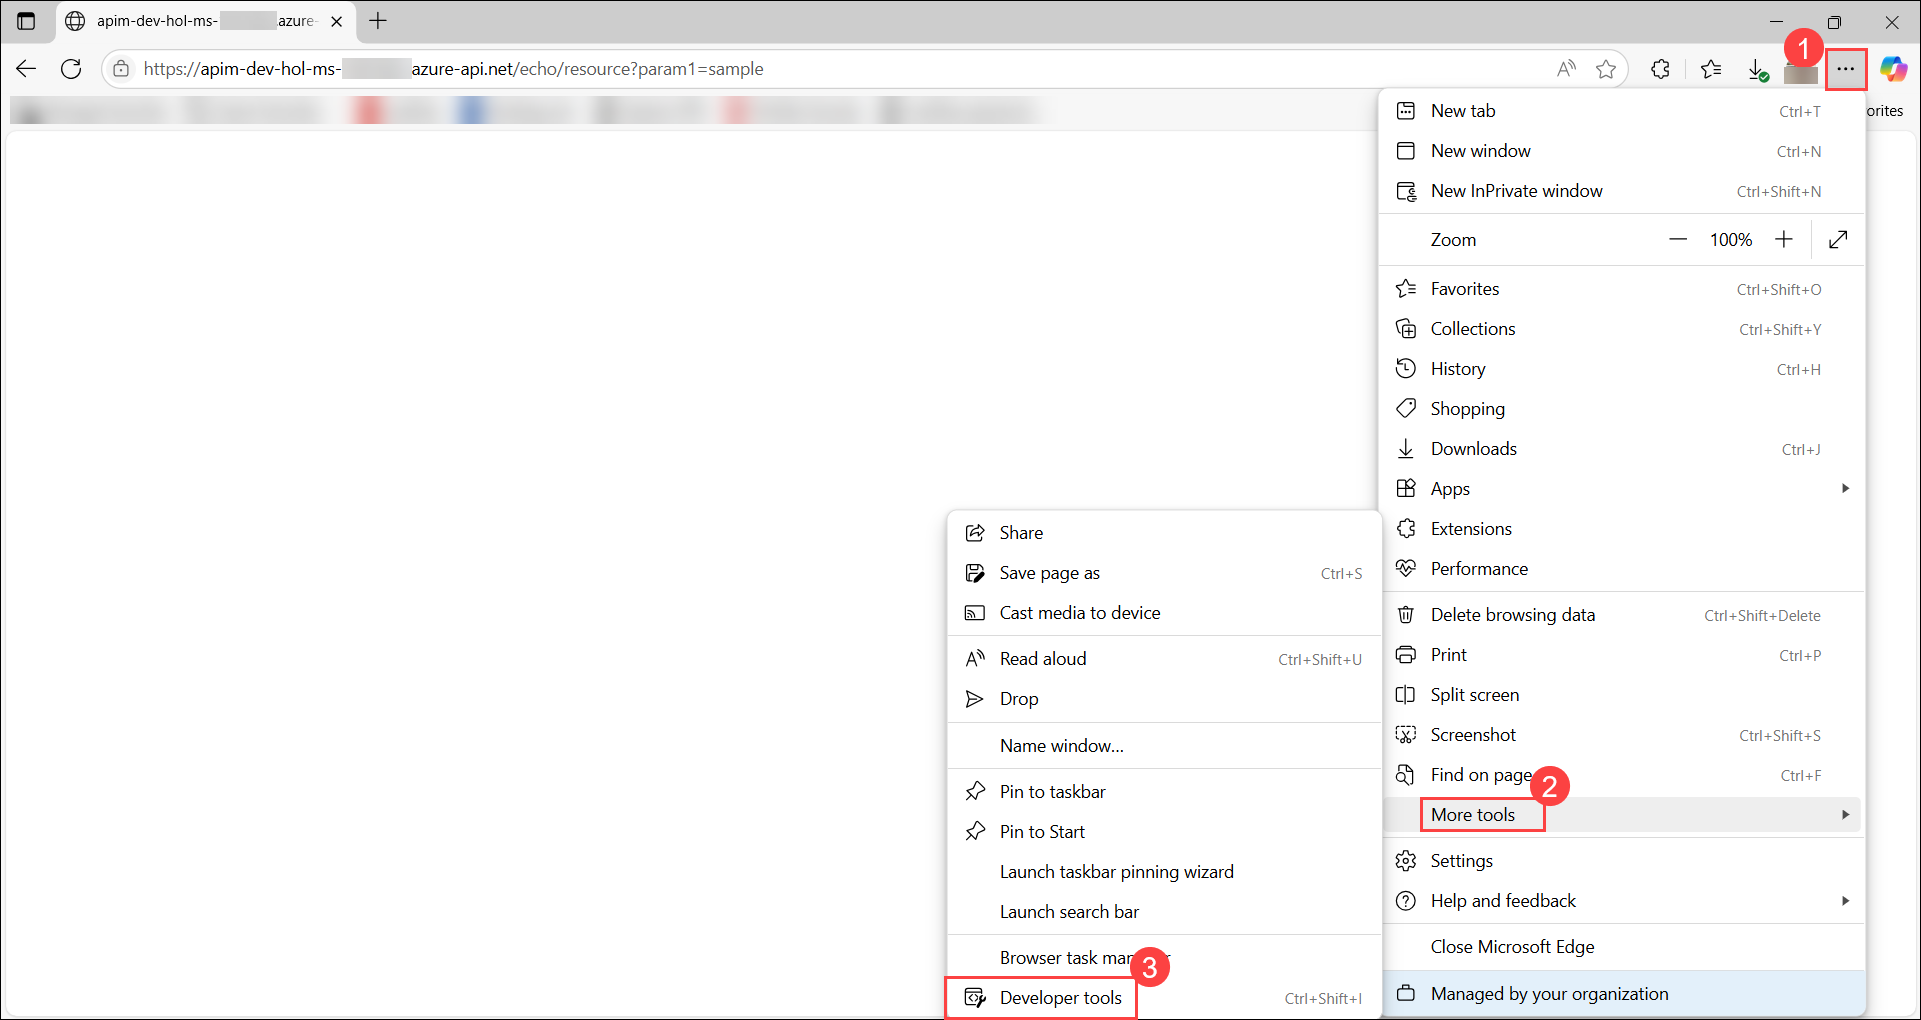 apim-dev-hol-ms- azure-
https://apim-dev-hol-ms- azure-api.net/echo/resource?param1=sample
1
orites
New tab Ctrl+T
New window Ctrl+N
New InPrivate window Ctrl+Shift+N
Zoom 100%
Favorites Ctrl+Shift+O
Collections Ctrl+Shift+Y
History Ctrl+H
Shopping
Downloads Ctrl+J
Apps
Extensions
Performance
Delete browsing data Ctrl+Shift+Delete
Print Ctrl+P
Split screen
Screenshot Ctrl+Shift+S
Find on page Ctrl+F
2
More tools
Settings
Help and feedback
Close Microsoft Edge
Managed by your organization
Share
Save page as Ctrl+S
Cast media to device
Read aloud Ctrl+Shift+U
Drop
Name window...
Pin to taskbar
Pin to Start
Launch taskbar pinning wizard
Launch search bar
Browser task man r
3
Developer tools Ctrl+Shift+I